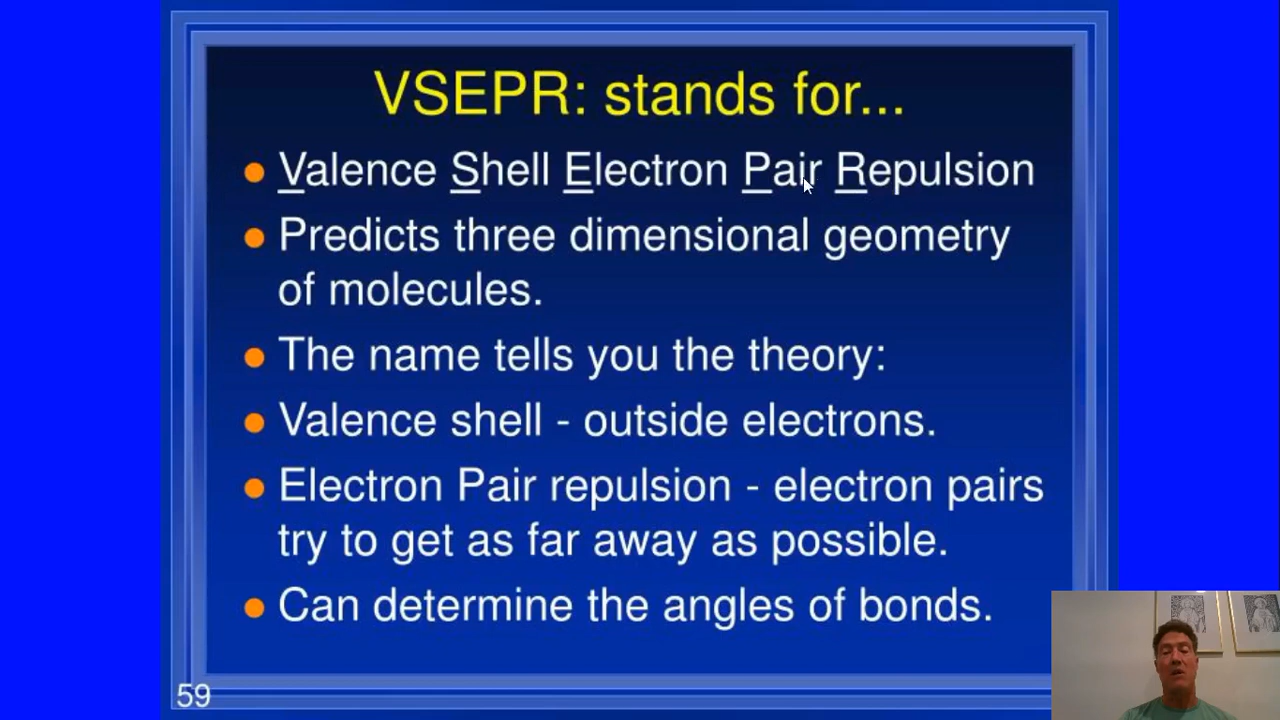 VSEPR: stands for...
Valence Shell Electron Pair Repulsion
Predicts three dimensional geometry
of molecules.
The name tells you the theory:
Valence shell - outside electrons.
Electron Pair repulsion - electron pairs
try to get as far away as possible.
Can determine the angles of bonds.
59